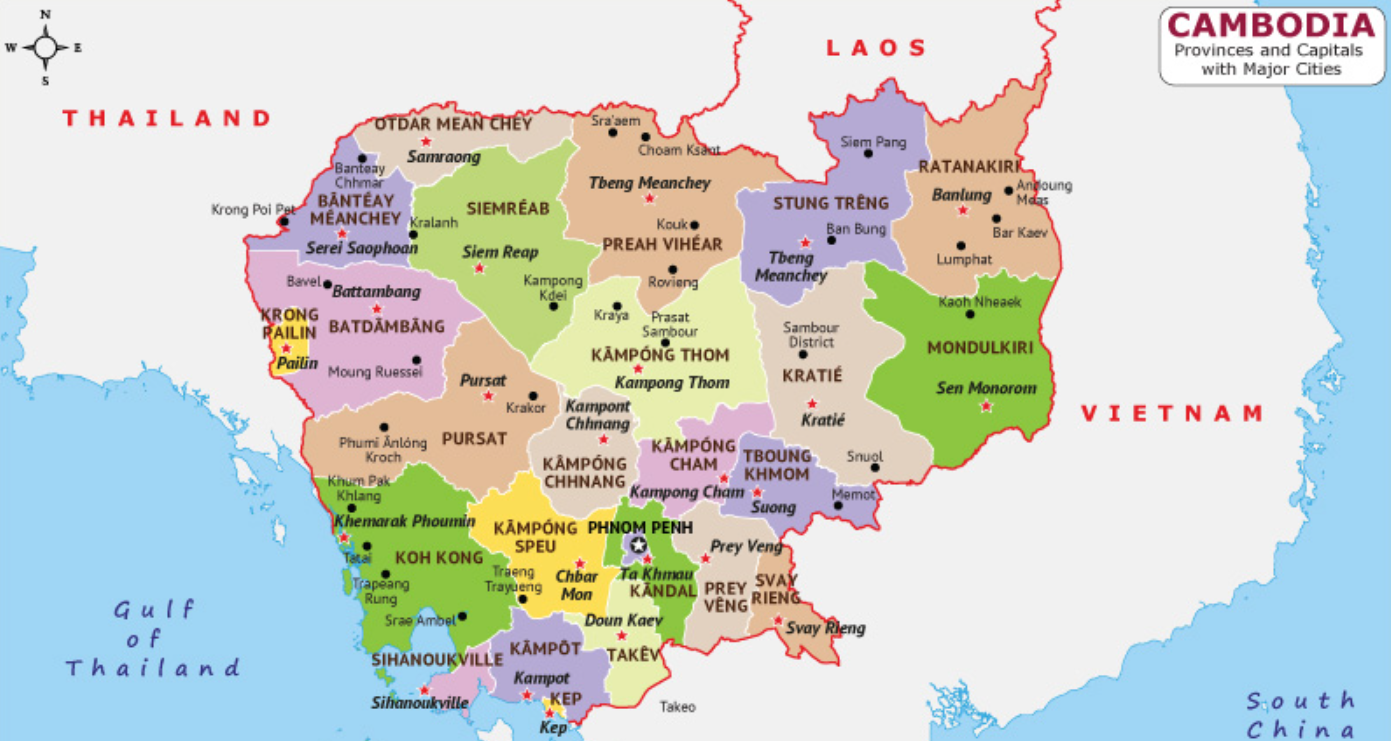 N
W E
S
CAMBODIA
Provinces and Capitals
with Major Cities
LAOS
THAILAND
VIETNAM
Gulf
of
Thailand
South
China
OTDAR MEAN CHEY
Samraong
Banteay
Chhmar
BĀNTÉAY
MÉANCHEY
Serei Saophoan
Krong Poi Pet
Kralanh
SIEMRÉAB
Siem Reap
Kampong
Kdei
Sra'aem
Choam Ksant
Tbeng Meanchey
Kouk
PREAH VIHÉAR
Rovieng
Siem Pang
STUNG TRÊNG
Ban Bung
Tbeng
Meanchey
RATANAKIRI
Banlung
Andoung
Meas
Bar Kaev
Lumphat
Bavel
Battambang
BATDÂMBÂNG
Moung Ruessei
KRONG
PAILIN
Pailin
Kraya
Prasat
Sambour
KÂMPÓNG THOM
Kampong Thom
Sambour
District
KRATIÉ
Kratié
Snuol
Kaoh Nheaek
MONDULKIRI
Sen Monorom
Pursat
Krakor
PURSAT
Phumi Ānlóng
Kroch
Kampont
Chhnang
KÂMPÓNG
CHHNANG
KÂMPÓNG
CHAM
Kampong Cham
TBOUNG
KHMOM
Suong
Memot
Khum Pak
Khlang
Khemarak Phoumin
Tatai
KOH KONG
Trapeang
Rung
Srae Ambel
KÂMPÓNG
SPEU
Chbar
Mon
Traeng
Trayueng
PHNOM PENH
Ta Khmau
KÂNDAL
Prey Veng
PREY
VÊNG
SVAY
RIENG
Svay Rieng
Doun Kaev
TAKÊV
Takeo
SIHANOUKVILLE
Sihanoukville
KÂMPÔT
Kampot
KEP
Kep